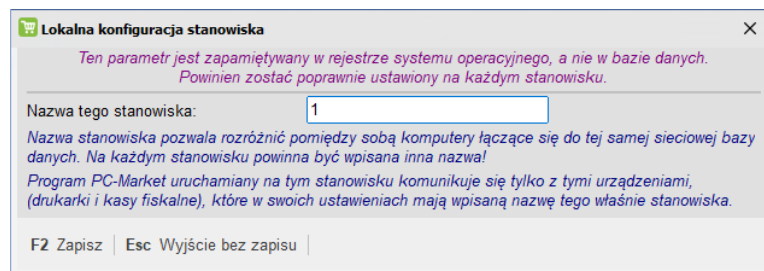 Lokalna konfiguracja stanowiska
Ten parametr jest zapamiętywany w rejestrze systemu operacyjnego, a nie w bazie danych.
Powinien zostać poprawnie ustawiony na każdym stanowisku.
Nazwa tego stanowiska: 1
Nazwa stanowiska pozwala rozróżnić pomiędzy sobą komputery łączące się do tej samej sieciowej bazy
danych. Na każdym stanowisku powinna być wpisana inna nazwa!
Program PC-Market uruchamiany na tym stanowisku komunikuje się tylko z tymi urządzeniami,
(drukarki i kasy fiskalne), które w swoich ustawieniach mają wpisaną nazwę tego właśnie stanowiska.
F2 Zapisz Esc Wyjście bez zapisu